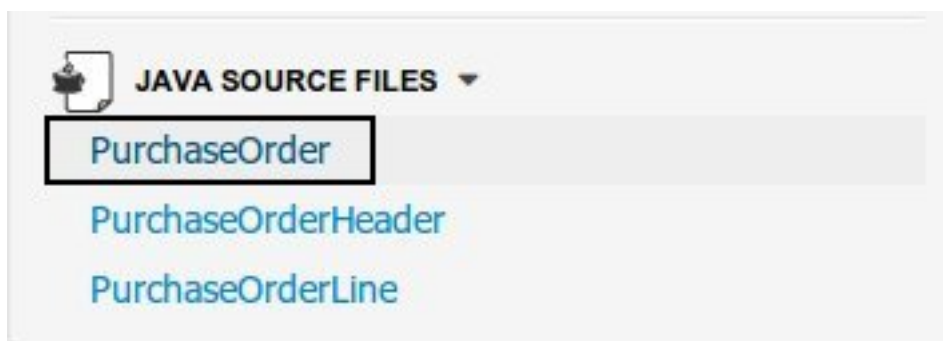 JAVA SOURCE FILES
PurchaseOrder
PurchaseOrderHeader
PurchaseOrderLine